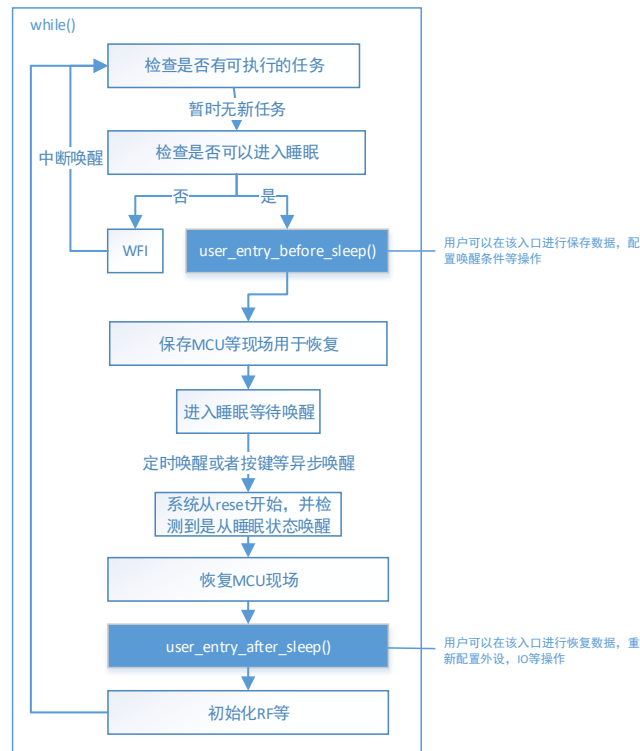 while()
检查是否有可执行的任务
暂时无新任务
中断唤醒
检查是否可以进入睡眠
否
是
WFI
user_entry_before_sleep()
用户可以在该入口进行保存数据，配
置唤醒条件等操作
保存MCU等现场用于恢复
进入睡眠等待唤醒
定时唤醒或者按键等异步唤醒
系统从reset开始，并检
测到是从睡眠状态唤醒
恢复MCU现场
user_entry_after_sleep()
用户可以在该入口进行恢复数据，重
新配置外设，IO等操作
初始化RF等